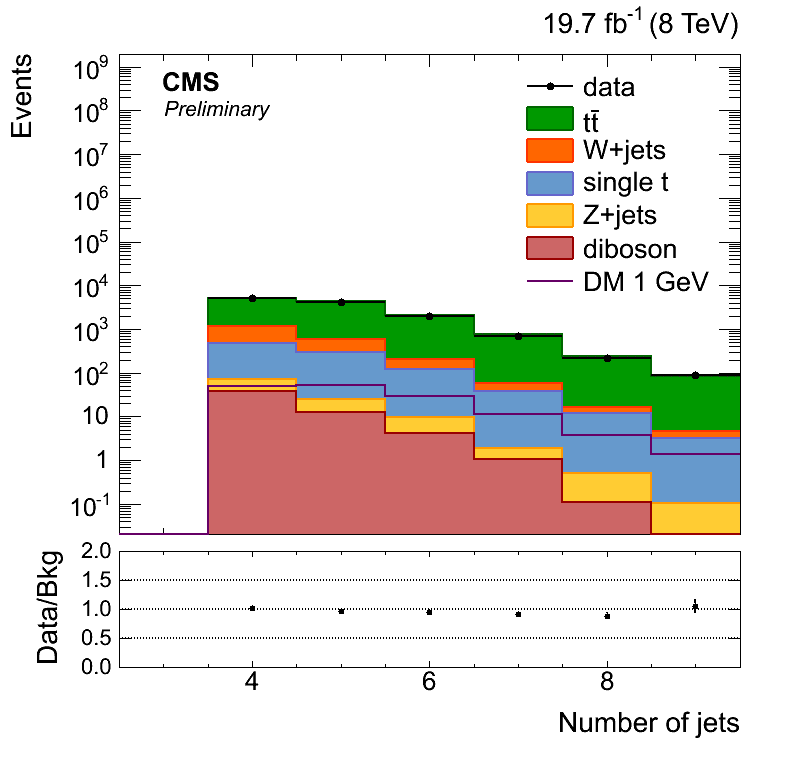 19.7 fb⁻¹ (8 TeV)
Events
10⁹
10⁸
10⁷
10⁶
10⁵
10⁴
10³
10²
10
1
10⁻¹
CMS
Preliminary
data
tt̄
W+jets
single t
Z+jets
diboson
DM 1 GeV
Data/Bkg
2.0
1.5
1.0
0.5
0.0
4 6 8
Number of jets